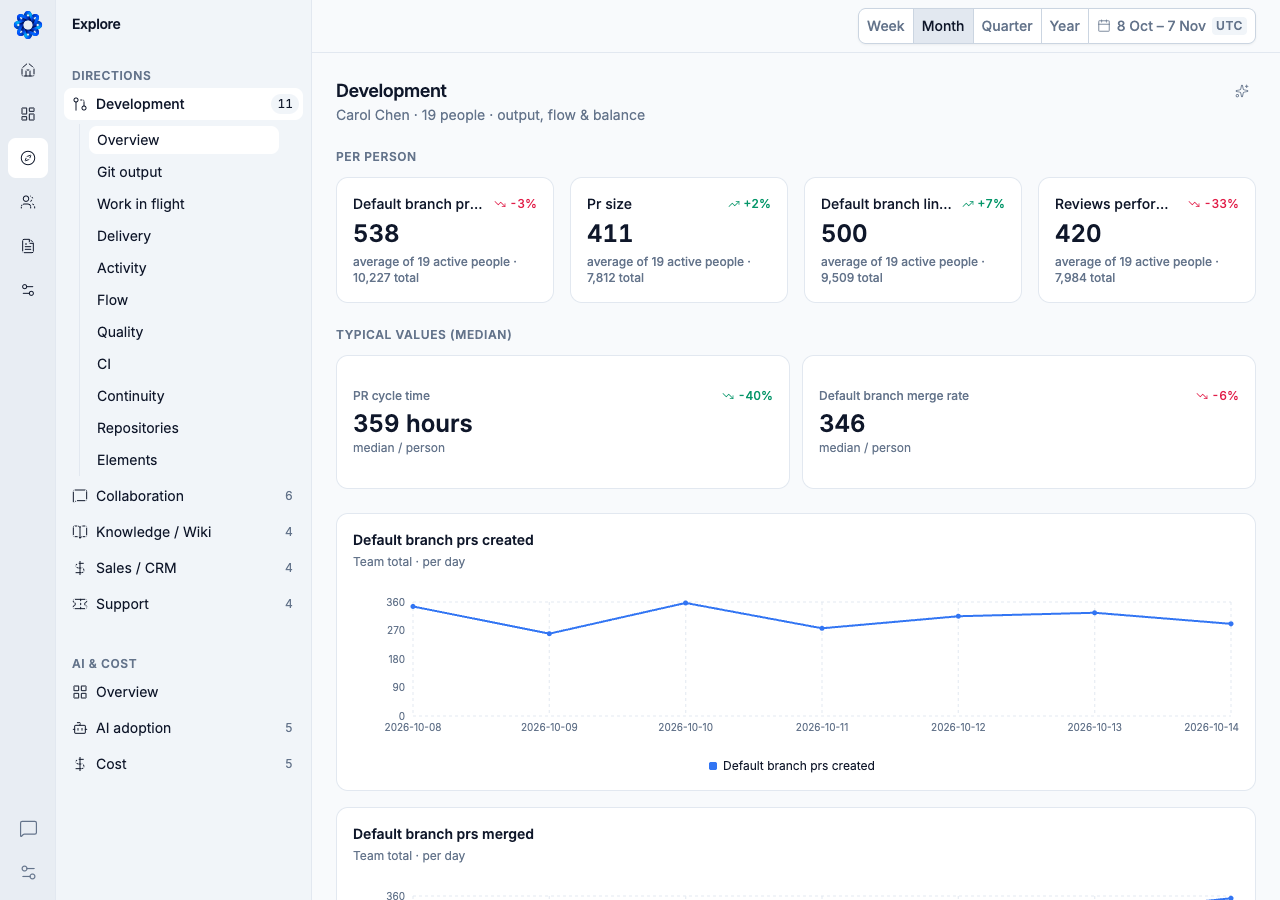 Explore
Week
Month
Quarter
Year
8 Oct – 7 Nov UTC
DIRECTIONS
Development 11
Overview
Git output
Work in flight
Delivery
Activity
Flow
Quality
CI
Continuity
Repositories
Elements
Collaboration 6
Knowledge / Wiki 4
Sales / CRM 4
Support 4
AI & COST
Overview
AI adoption 5
Cost 5
Development
Carol Chen · 19 people · output, flow & balance
PER PERSON
Default branch pr... -3%
538
average of 19 active people ·
10,227 total
Pr size +2%
411
average of 19 active people ·
7,812 total
Default branch lin... +7%
500
average of 19 active people ·
9,509 total
Reviews perfor... -33%
420
average of 19 active people ·
7,984 total
TYPICAL VALUES (MEDIAN)
PR cycle time -40%
359 hours
median / person
Default branch merge rate -6%
346
median / person
Default branch prs created
Team total · per day
360
270
180
90
0
2026-10-08 2026-10-09 2026-10-10 2026-10-11 2026-10-12 2026-10-13 2026-10-14
Default branch prs created
Default branch prs merged
Team total · per day
360